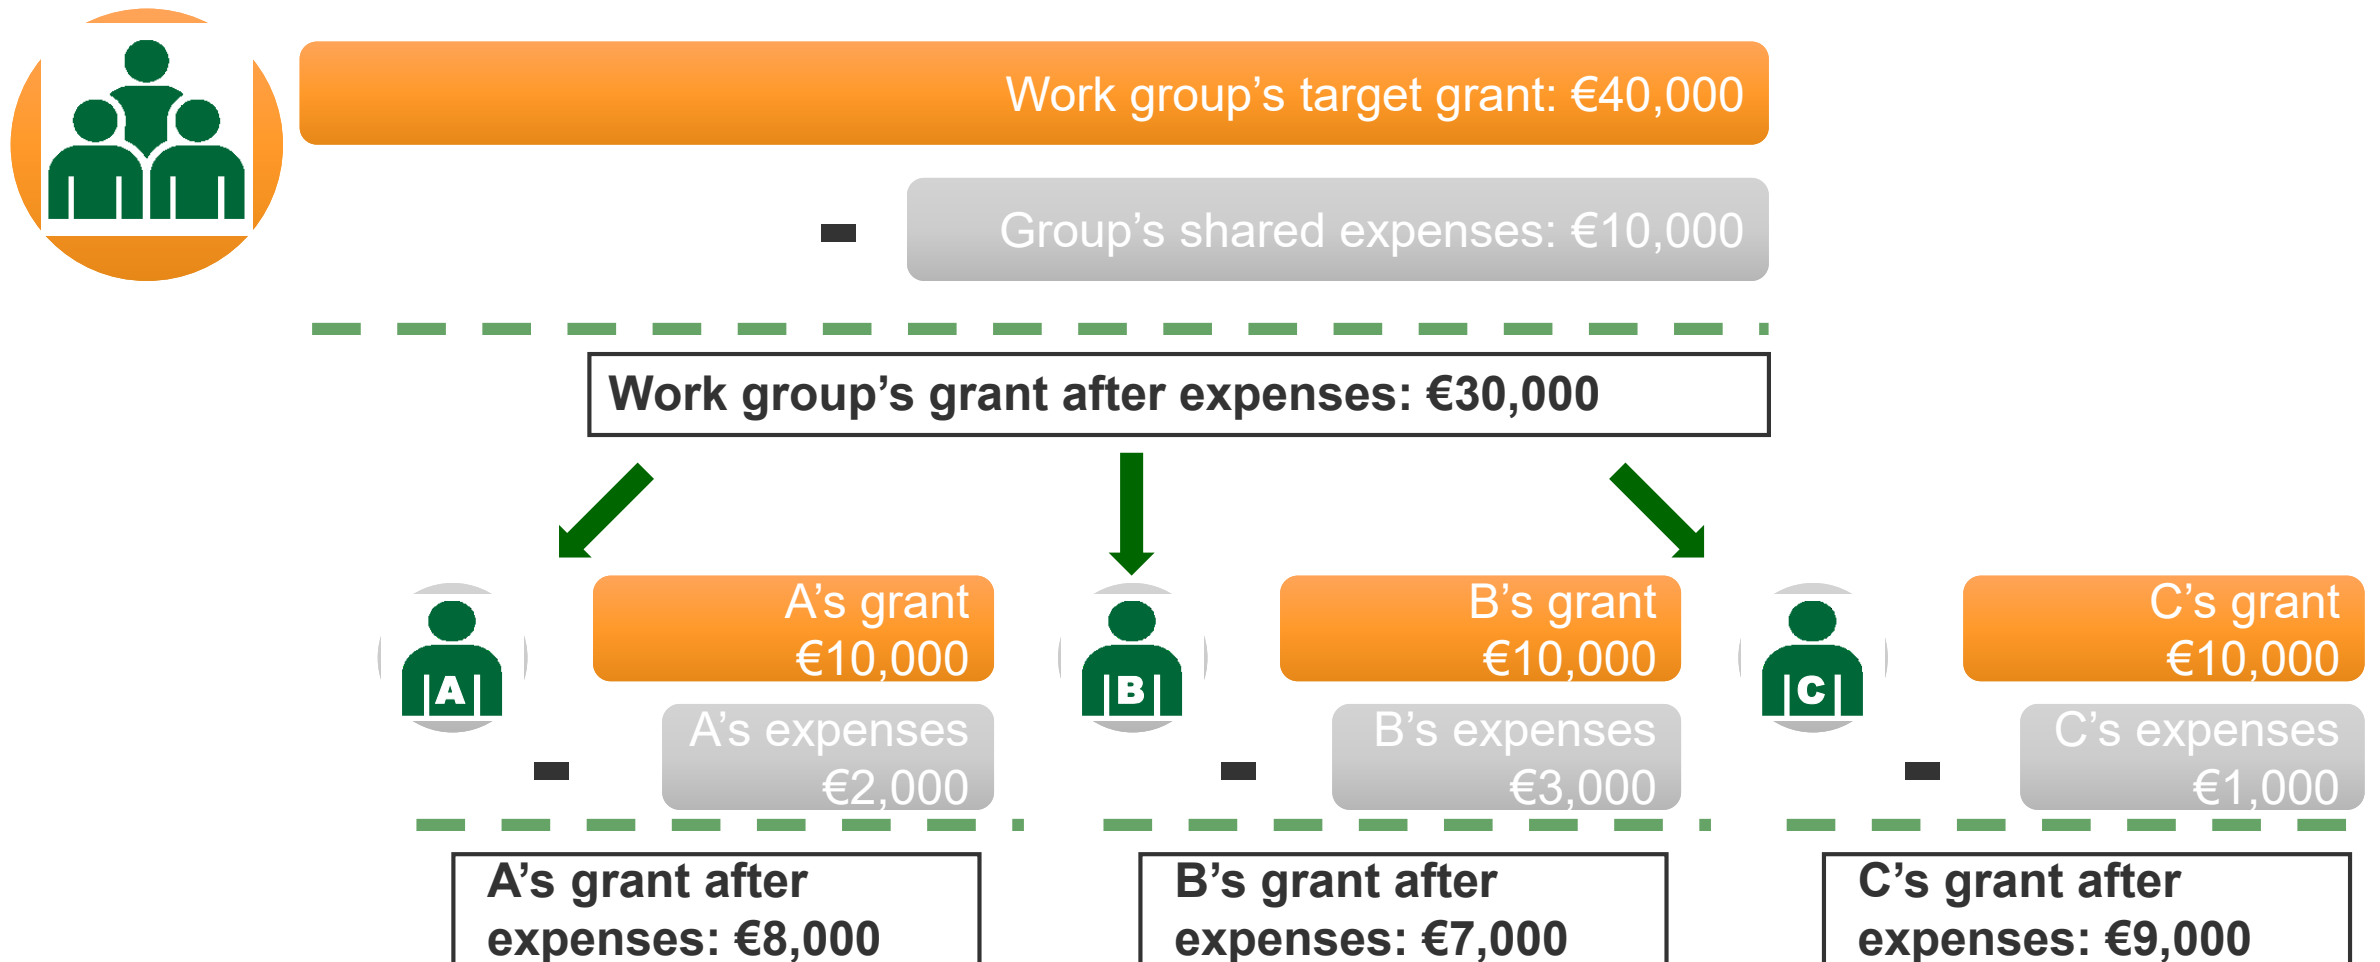 Work group’s target grant: €40,000
Group’s shared expenses: €10,000
Work group’s grant after expenses: €30,000
A
A’s grant
€10,000
A’s expenses
€2,000
A’s grant after
expenses: €8,000
B
B’s grant
€10,000
B’s expenses
€3,000
B’s grant after
expenses: €7,000
C
C’s grant
€10,000
C’s expenses
€1,000
C’s grant after
expenses: €9,000